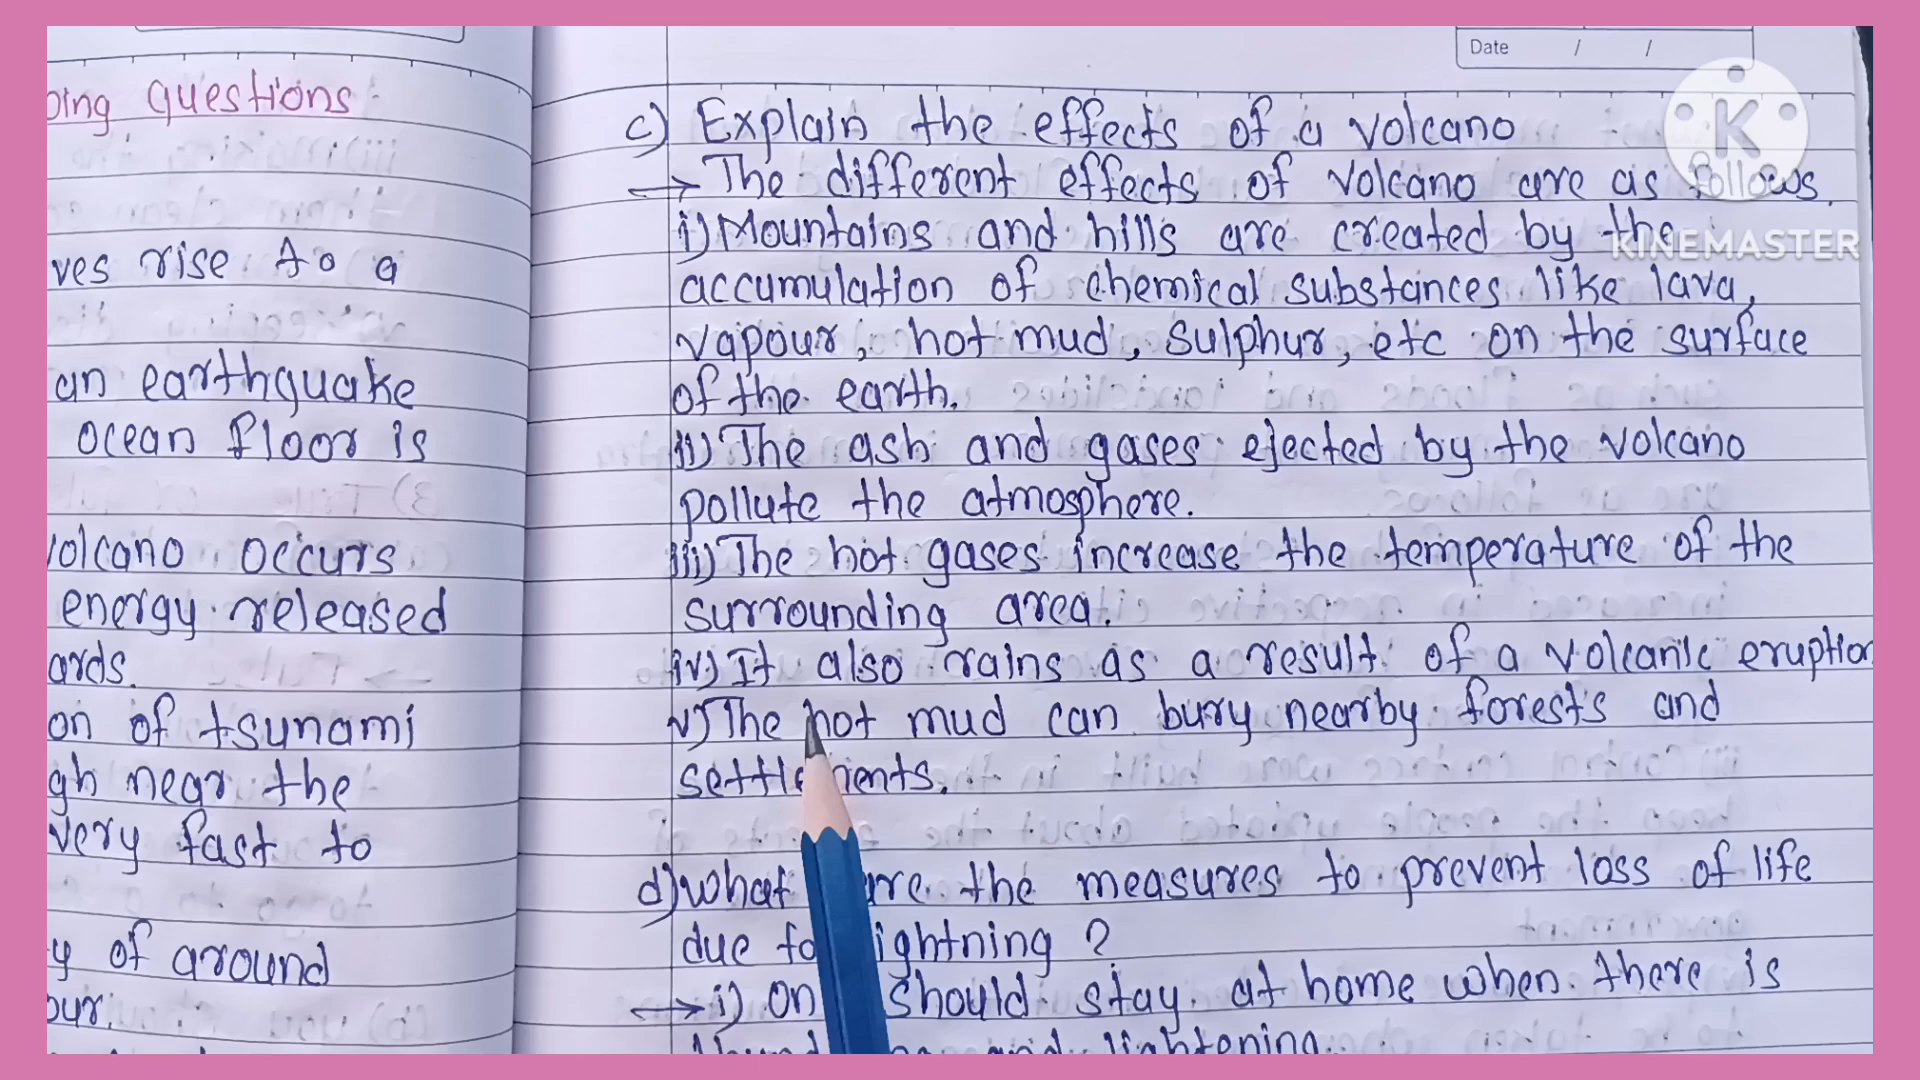 oing questions
ves rise to a
an earthquake
ocean floor is
volcano occurs
energy released
ards.
on of tsunami
gh near the
very fast to
y of around
our.
Date / /
c) Explain the effects of a volcano
→ The different effects of volcano are as follows.
i) Mountains and hills are created by the
accumulation of chemical substances like lava,
vapour, hot mud, sulphur, etc on the surface
of the earth.
ii) The ash and gases ejected by the volcano
pollute the atmosphere.
iii) The hot gases increase the temperature of the
surrounding area.
iv) It also rains as a result of a volcanic eruption
v) The hot mud can bury nearby forests and
settlements.
d) What are the measures to prevent loss of life
due to lightning ?
→ i) On should stay at home when there is
and lightening.
K
KINEMASTER